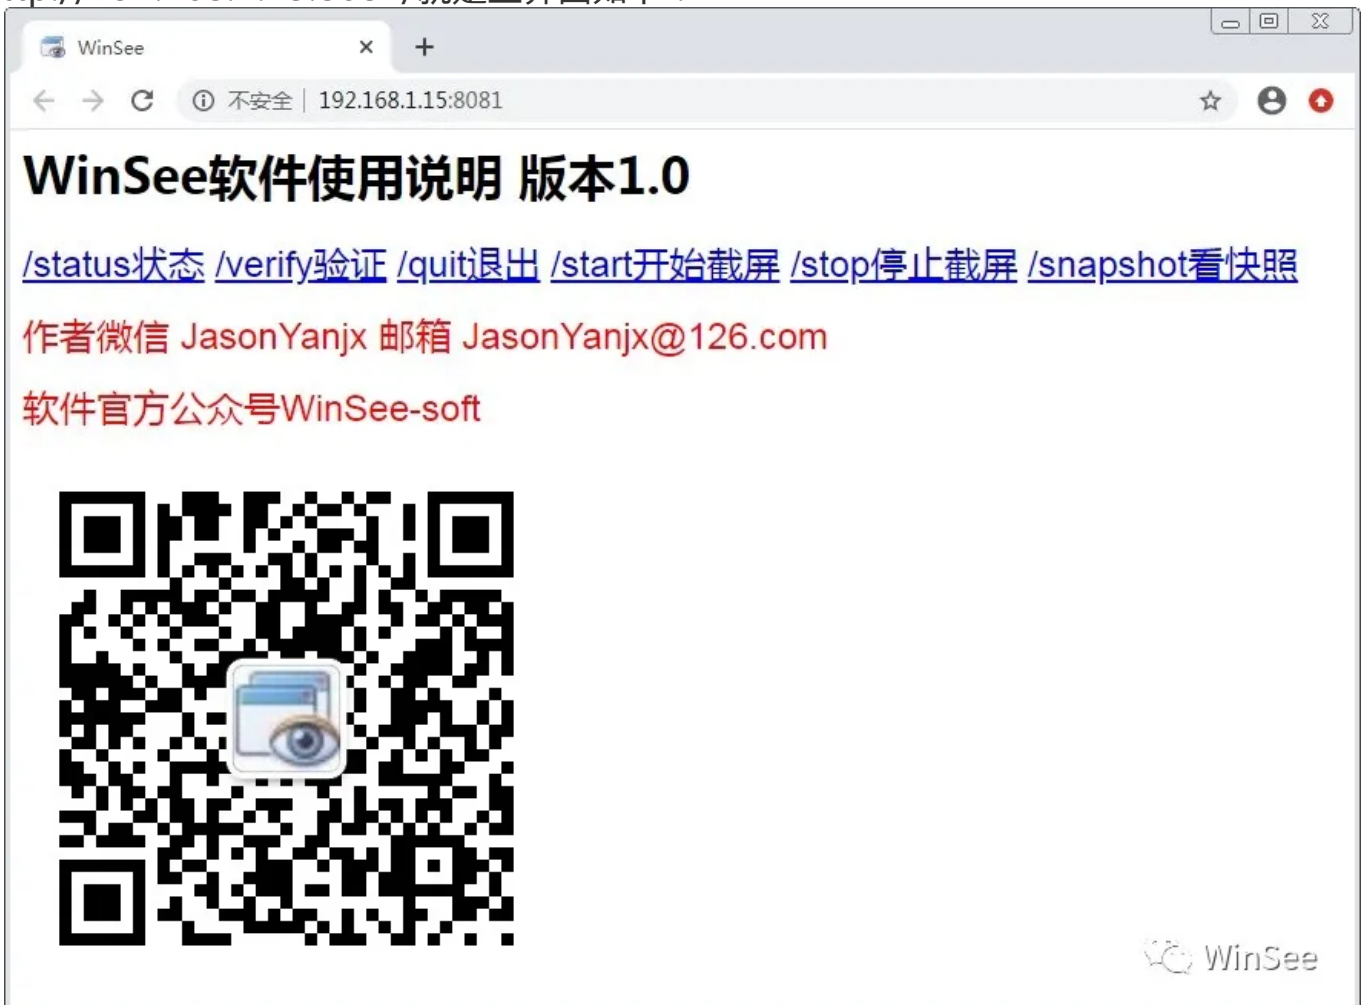 WinSee
不安全 192.168.1.15:8081
WinSee软件使用说明 版本1.0
/status状态 /verify验证 /quit退出 /start开始截屏 /stop停止截屏 /snapshot看快照
作者微信 JasonYanjx 邮箱 JasonYanjx@126.com
软件官方公众号WinSee-soft
WinSee